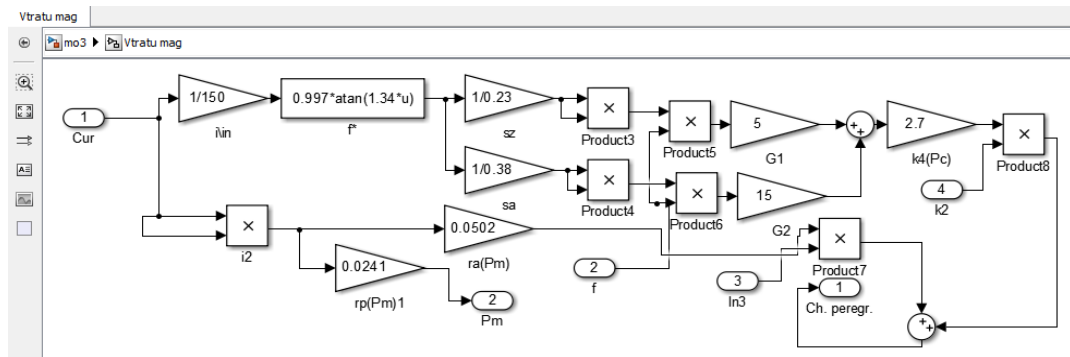 Vtratu mag
mo3 Vtratu mag
1
Cur
1/150
i\in
0.997*atan(1.34*u)
f*
1/0.23
sz
×
Product3
×
Product5
5
G1
++
2.7
k4(Pc)
×
Product8
1/0.38
sa
×
Product4
×
Product6
15
G2
4
k2
×
i2
0.0502
ra(Pm)
0.0241
rp(Pm)1
2
Pm
2
f
3
In3
×
Product7
1
Ch. peregr.
++